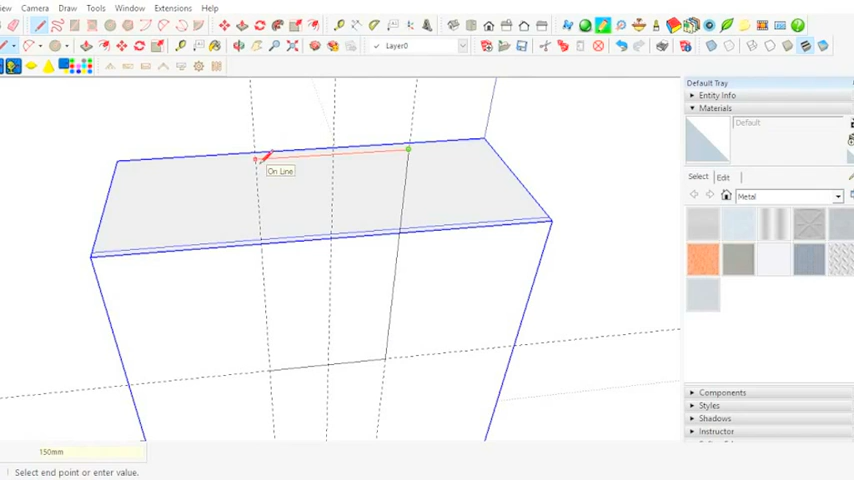 Camera Draw Tools Window Extensions Help
Layer0
Default Tray
Entity Info
Materials
Default
Select Edit
Metal
On Line
Components
Styles
Shadows
Instructor
150mm
Select end point or enter value.